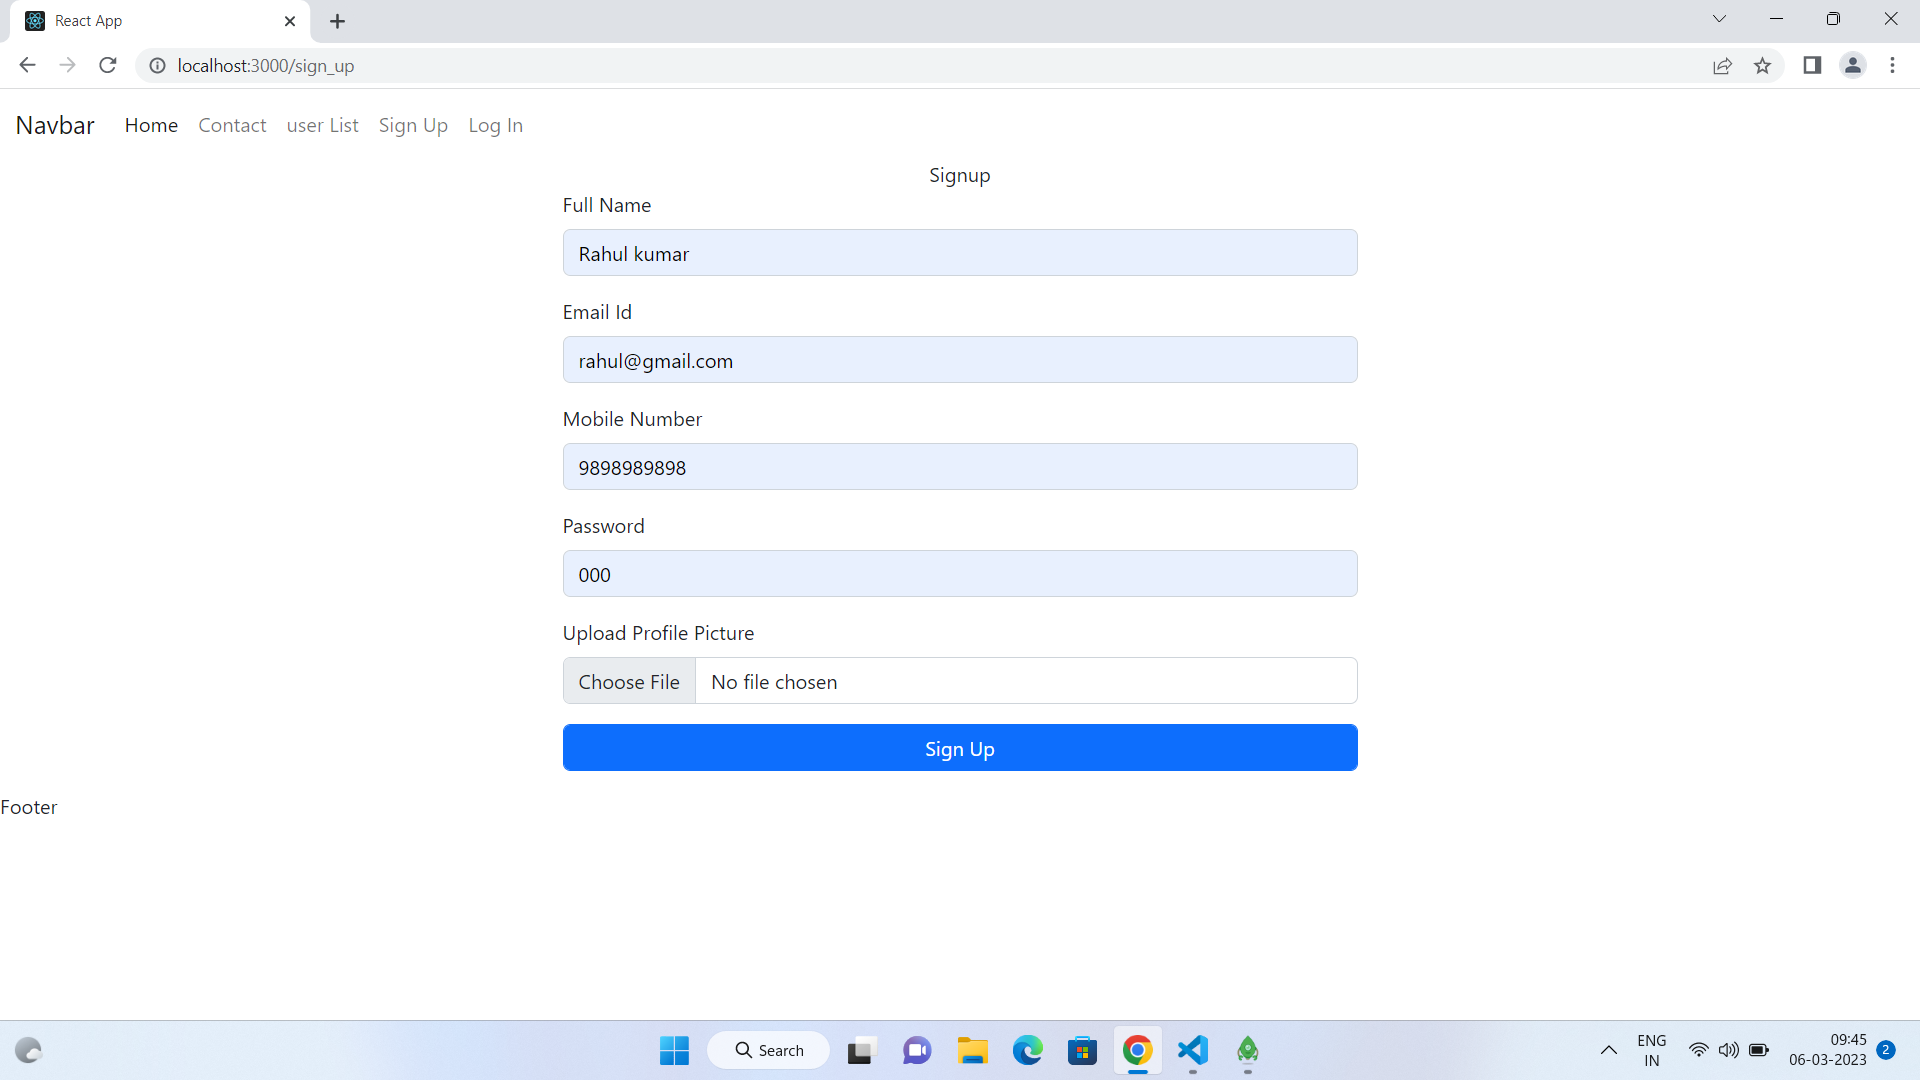 React App
localhost:3000/sign_up
Navbar Home Contact user List Sign Up Log In
Signup
Full Name
Rahul kumar
Email Id
rahul@gmail.com
Mobile Number
9898989898
Password
000
Upload Profile Picture
Choose File No file chosen
Sign Up
Footer
Search
ENG
IN
09:45
06-03-2023
2